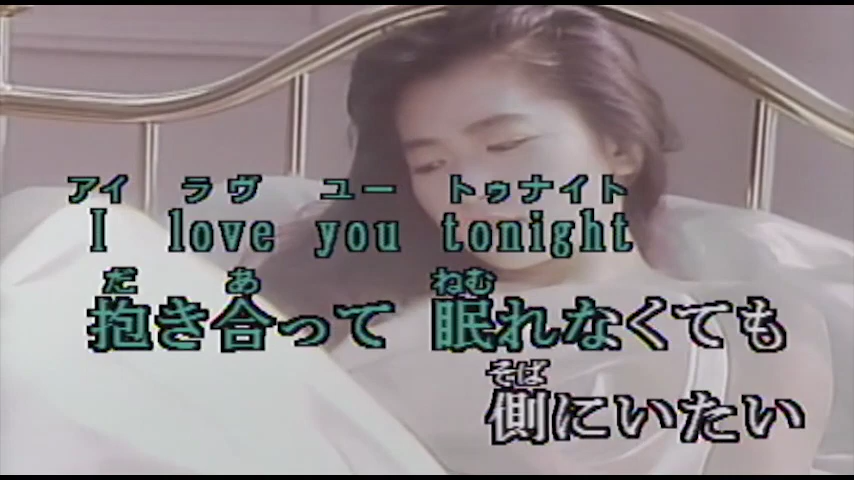 アイ ラヴ ユー トゥナイト
I love you tonight
だ あ ねむ
抱き合って 眠れなくても
そば
側にいたい